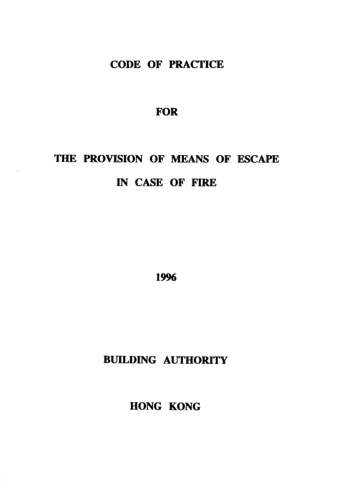 CODE OF PRACTICE
FOR
THE PROVISION OF MEANS OF ESCAPE
IN CASE OF FIRE
1996
BUILDING AUTHORITY
HONG KONG